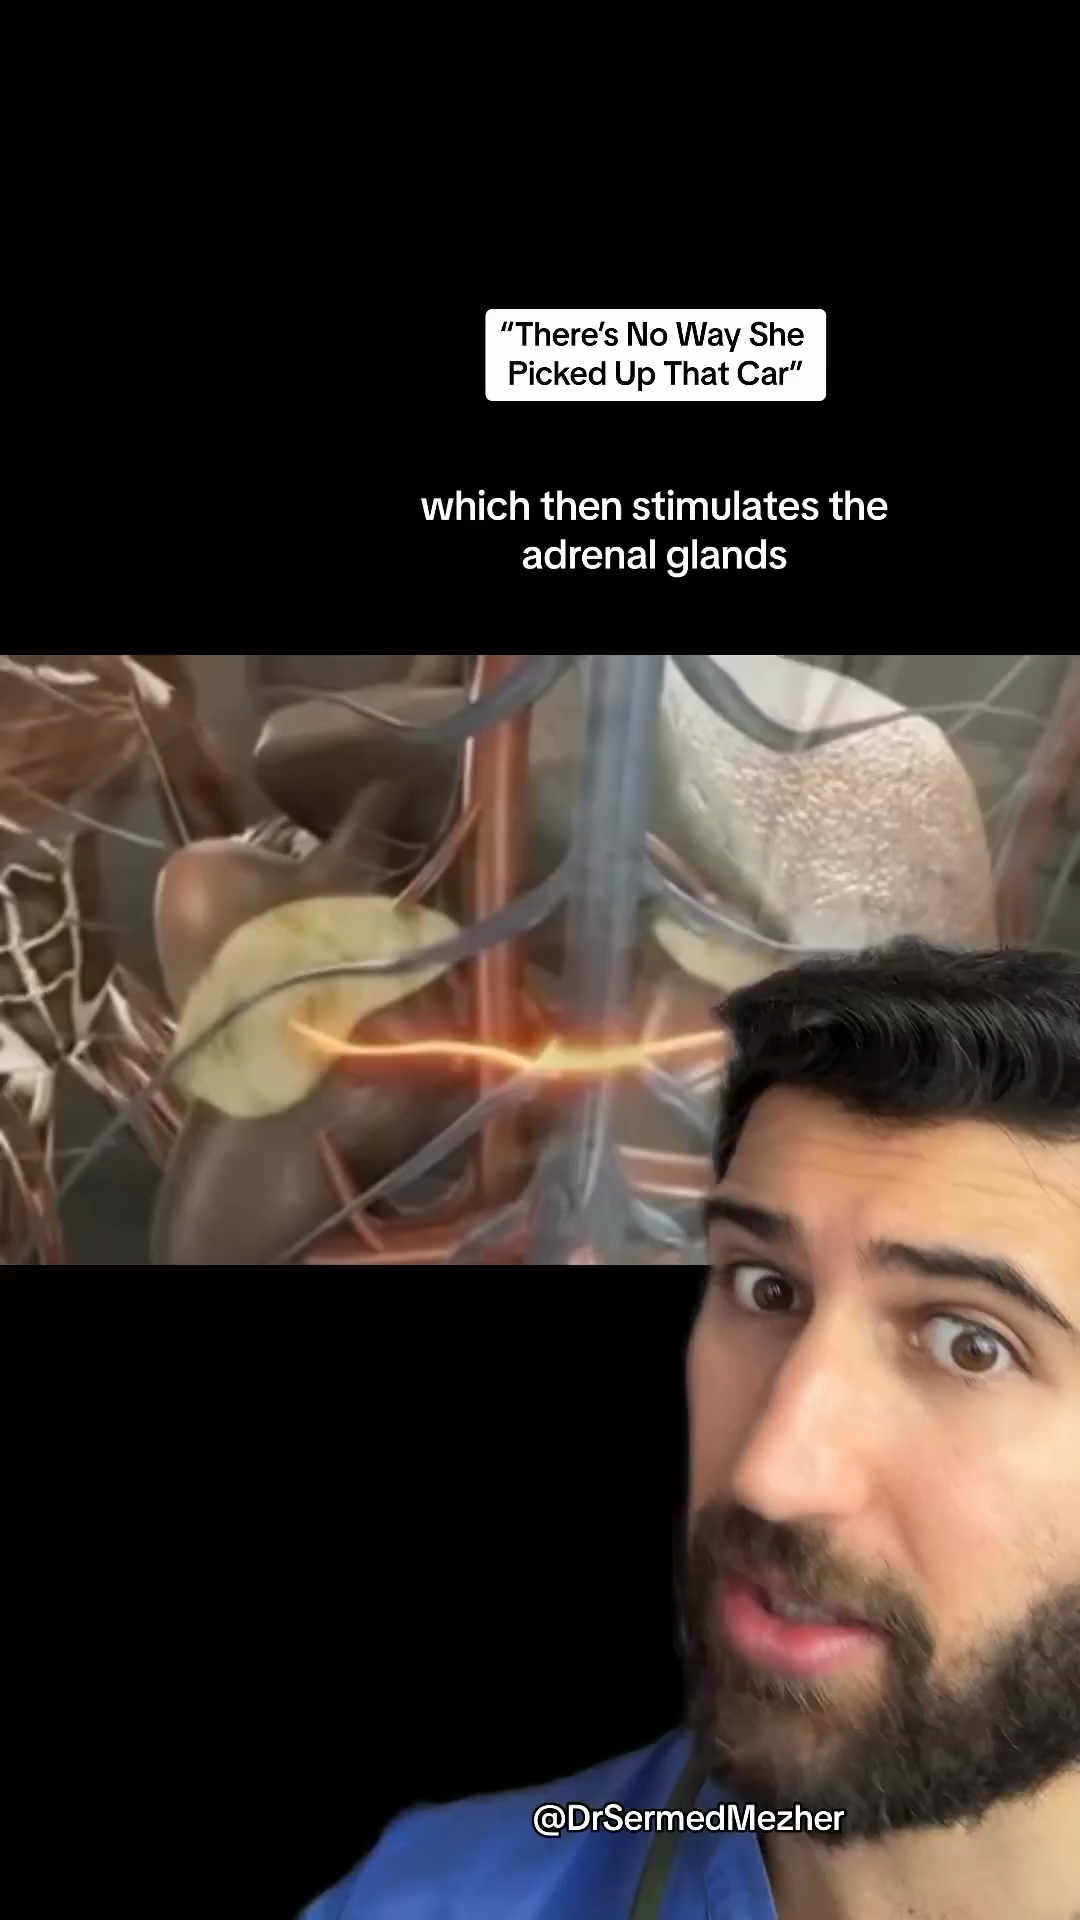 “There’s No Way She
Picked Up That Car”
which then stimulates the
adrenal glands
@DrSermedMezher